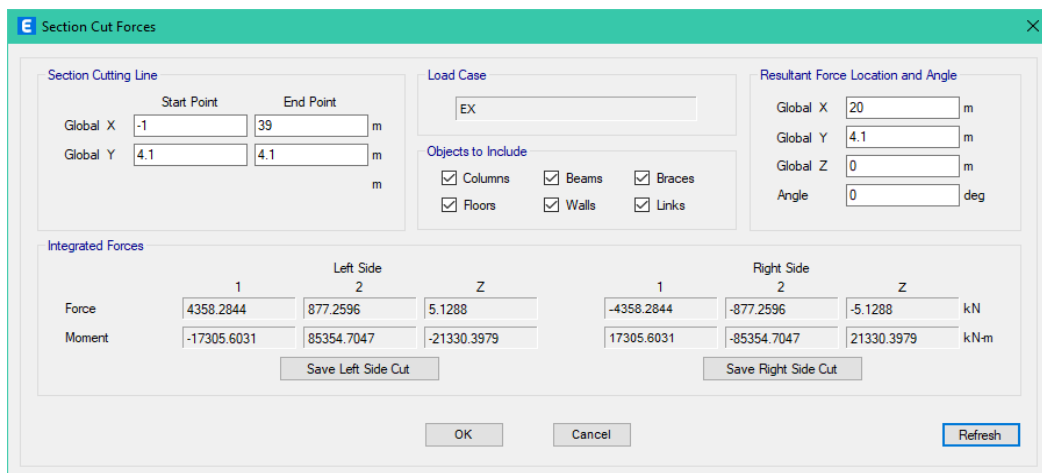 E Section Cut Forces
Section Cutting Line
Start Point End Point
Global X -1 39 m
Global Y 4.1 4.1 m
m
Load Case
EX
Objects to Include
Columns Beams Braces
Floors Walls Links
Resultant Force Location and Angle
Global X 20 m
Global Y 4.1 m
Global Z 0 m
Angle 0 deg
Integrated Forces
Left Side Right Side
1 2 Z 1 2 Z
Force 4358.2844 877.2596 5.1288 -4358.2844 -877.2596 -5.1288 kN
Moment -17305.6031 85354.7047 -21330.3979 17305.6031 -85354.7047 21330.3979 kN-m
Save Left Side Cut Save Right Side Cut
OK Cancel Refresh